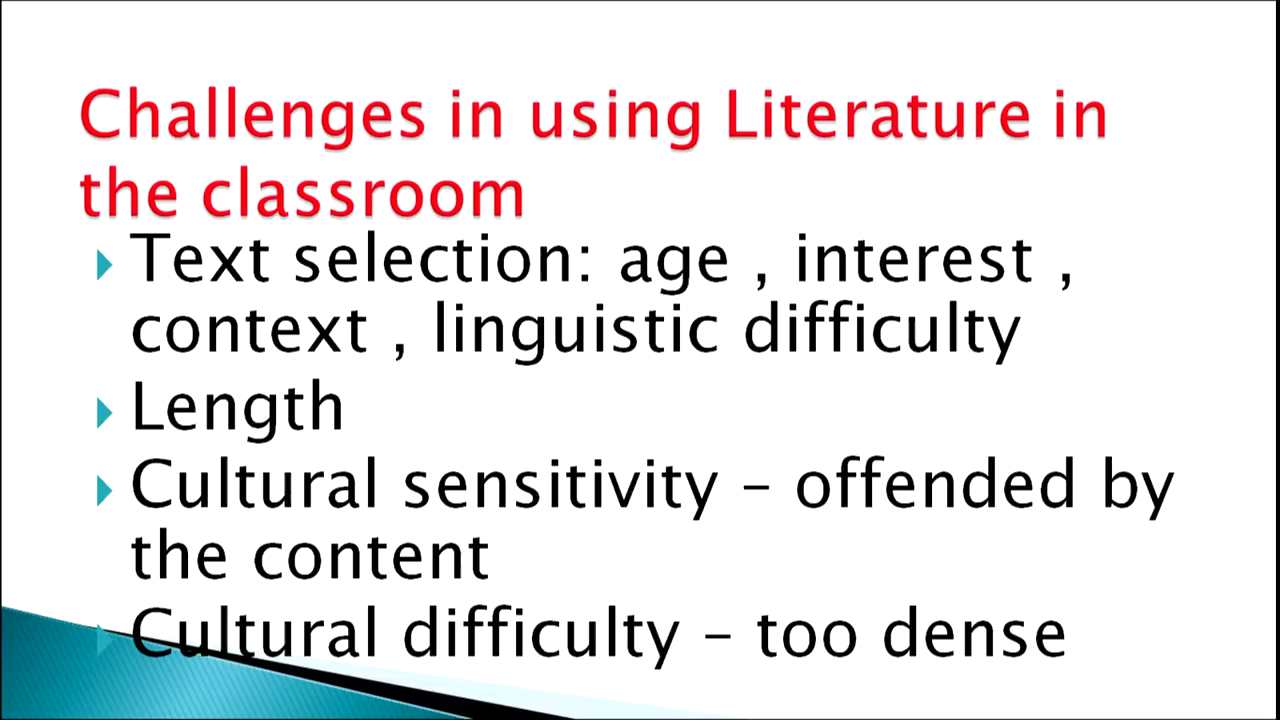 Challenges in using Literature in
the classroom
Text selection: age , interest ,
context , linguistic difficulty
Length
Cultural sensitivity – offended by
the content
Cultural difficulty – too dense